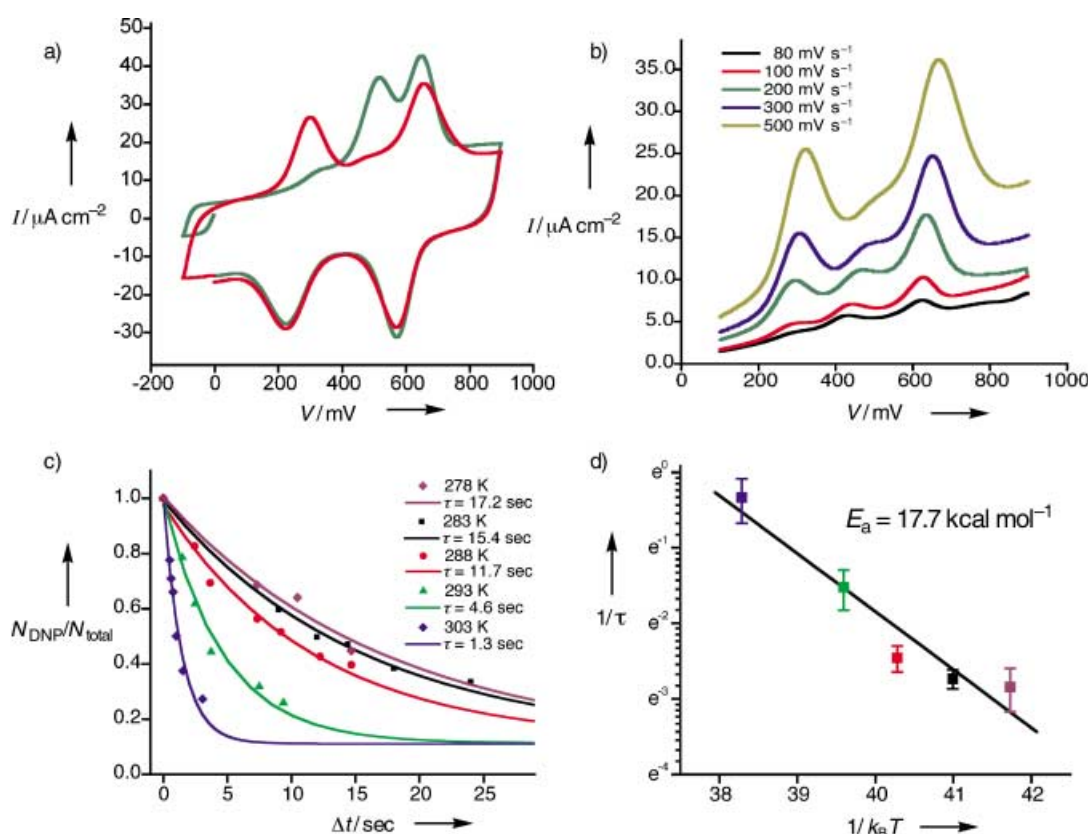 a)
50
40
30
20
10
0
-10
-20
-30
I / μA cm⁻²
-200 0 200 400 600 800 1000
V / mV
b)
80 mV s⁻¹
100 mV s⁻¹
200 mV s⁻¹
300 mV s⁻¹
500 mV s⁻¹
35.0
30.0
25.0
20.0
15.0
10.0
5.0
0.0
I / μA cm⁻²
0 200 400 600 800 1000
V / mV
c)
1.0
0.8
0.6
0.4
0.2
0.0
N_DNP/N_total
278 K
τ = 17.2 sec
283 K
τ = 15.4 sec
288 K
τ = 11.7 sec
293 K
τ = 4.6 sec
303 K
τ = 1.3 sec
0 5 10 15 20 25
Δt / sec
d)
e⁰
e⁻¹
e⁻²
e⁻³
e⁻⁴
1/τ
Eₐ = 17.7 kcal mol⁻¹
38 39 40 41 42
1/k_BT